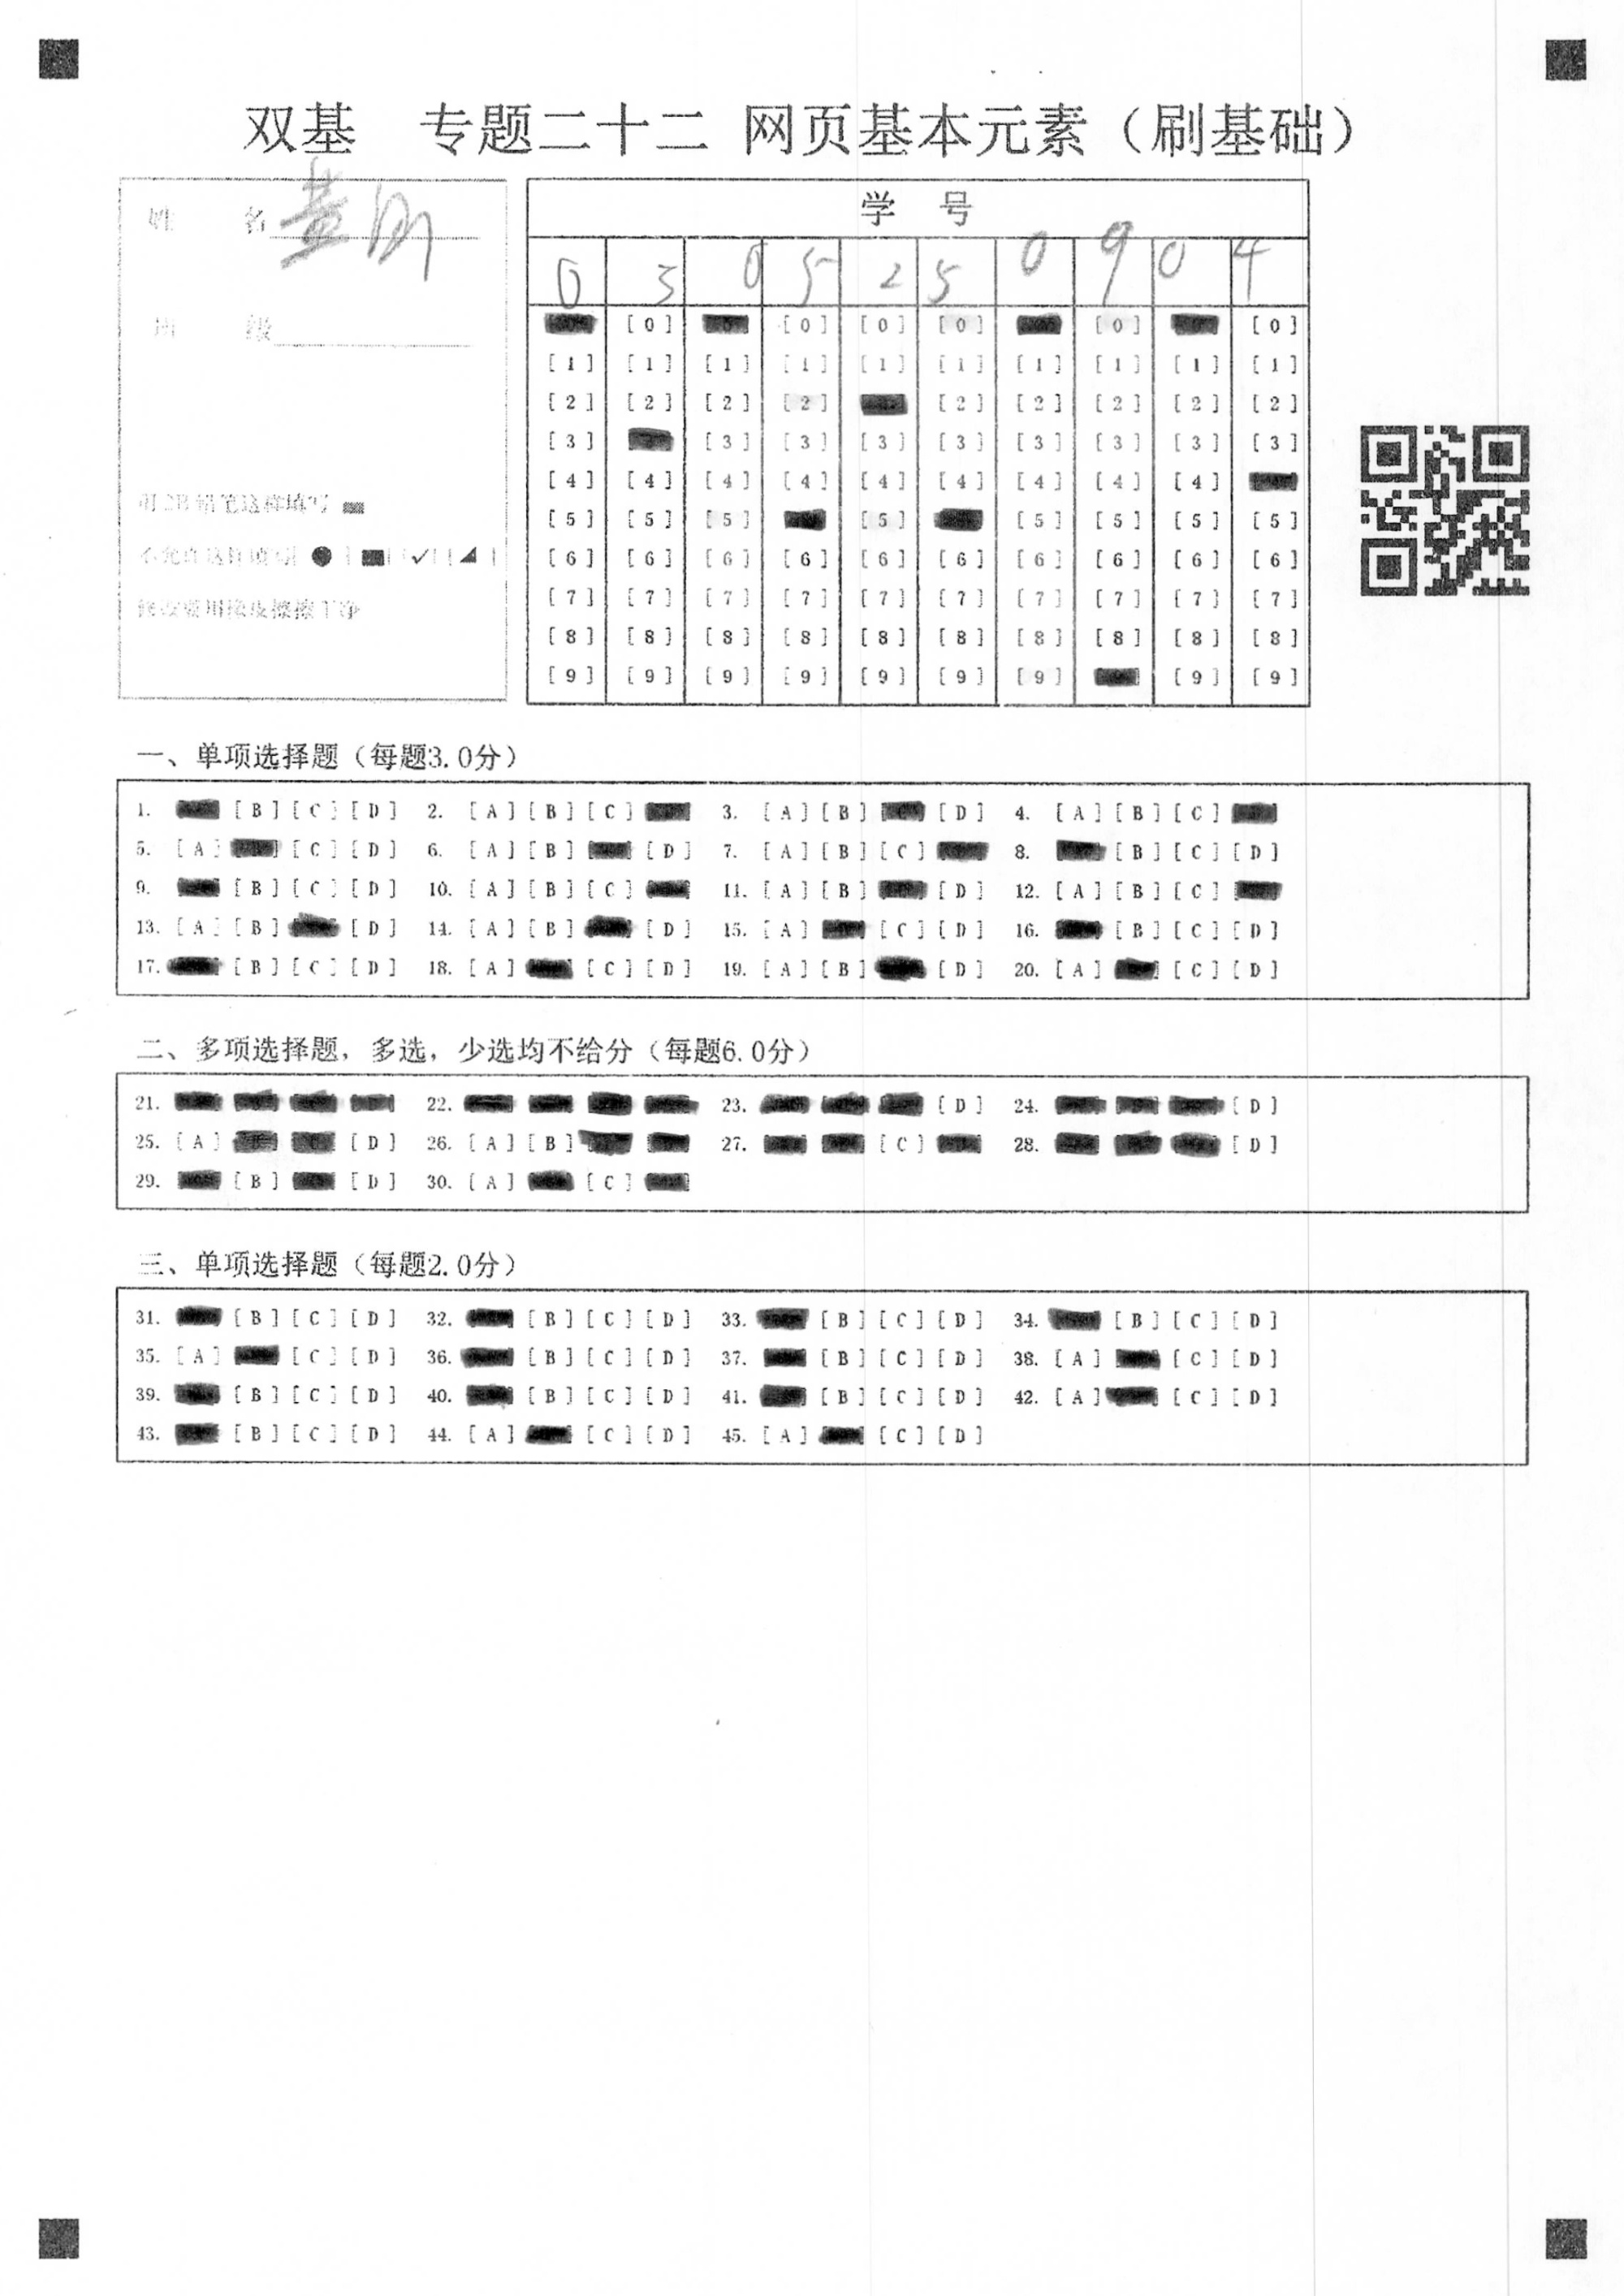 双基 专题二十二 网页基本元素（刷基础）
姓 名 黄
学 号
0 3 0 5 2 5 0 9 0 4
级
[0] [0] [0] [0] [0] [0]
[1] [1] [1] [1] [1] [1] [1] [1] [1] [1]
[2] [2] [2] [2] [2] [2] [2] [2] [2]
[3] [3] [3] [3] [3] [3] [3] [3] [3]
[4] [4] [4] [4] [4] [4] [4] [4] [4]
用2B铅笔这样填写
[5] [5] [5] [5] [5] [5] [5] [5]
[6] [6] [6] [6] [6] [6] [6] [6] [6] [6]
修改要用橡皮擦擦干净
[7] [7] [7] [7] [7] [7] [7] [7] [7] [7]
[8] [8] [8] [8] [8] [8] [8] [8] [8] [8]
[9] [9] [9] [9] [9] [9] [9] [9] [9]
一、单项选择题（每题3.0分）
1. [B] [C] [D] 2. [A] [B] [C] 3. [A] [B] [D] 4. [A] [B] [C]
5. [A] [C] [D] 6. [A] [B] [D] 7. [A] [B] [C] 8. [B] [C] [D]
9. [B] [C] [D] 10. [A] [B] [C] 11. [A] [B] [D] 12. [A] [B] [C]
13. [A] [B] [D] 14. [A] [B] [D] 15. [A] [C] [D] 16. [B] [C] [D]
17. [B] [C] [D] 18. [A] [C] [D] 19. [A] [B] [D] 20. [A] [C] [D]
二、多项选择题，多选，少选均不给分（每题6.0分）
21. 22. 23. [D] 24. [D]
25. [A] [D] 26. [A] [B] 27. [C] 28. [D]
29. [B] [D] 30. [A] [C]
三、单项选择题（每题2.0分）
31. [B] [C] [D] 32. [B] [C] [D] 33. [B] [C] [D] 34. [B] [C] [D]
35. [A] [C] [D] 36. [B] [C] [D] 37. [B] [C] [D] 38. [A] [C] [D]
39. [B] [C] [D] 40. [B] [C] [D] 41. [B] [C] [D] 42. [A] [C] [D]
43. [B] [C] [D] 44. [A] [C] [D] 45. [A] [C] [D]